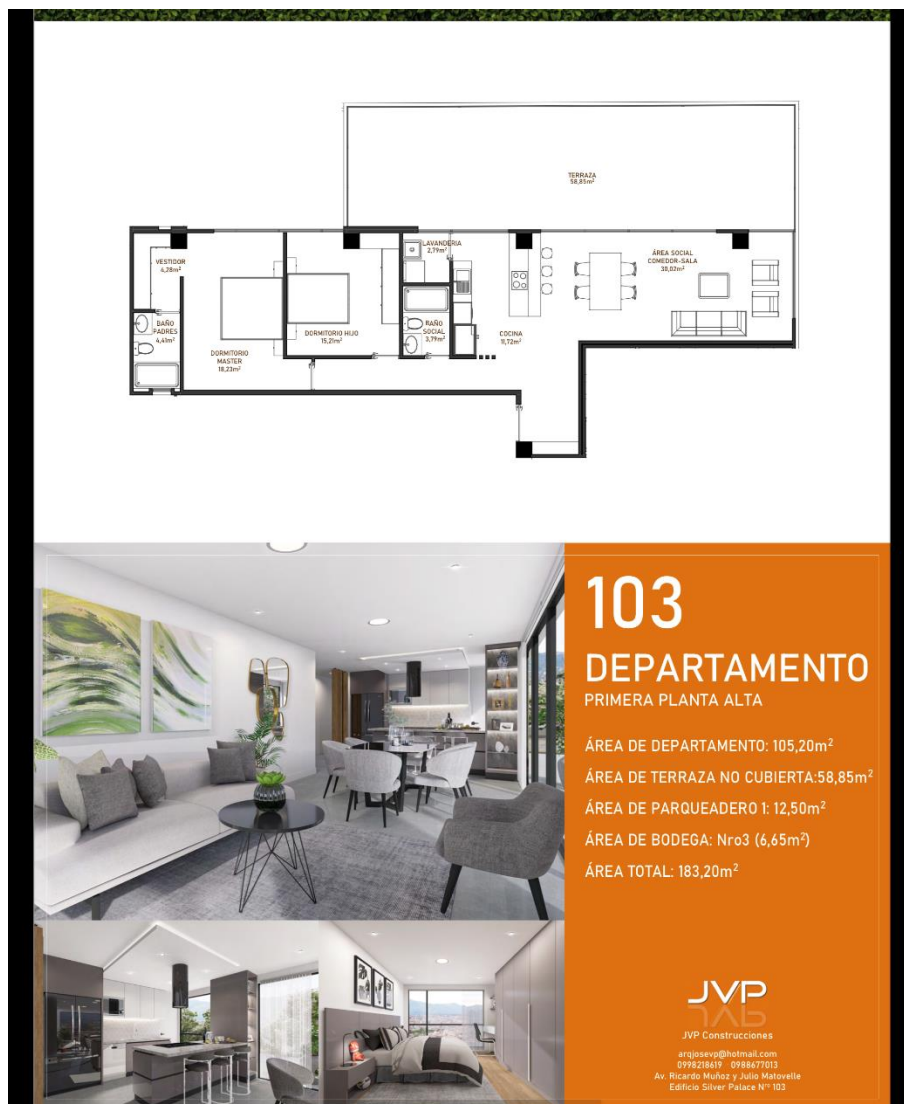 TERRAZA
58,85m²
LAVANDERIA
2,79m²
VESTIDOR
4,28m²
ÁREA SOCIAL
COMEDOR-SALA
30,02m²
BAÑO
PADRES
4,41m²
DORMITORIO HIJO
15,21m²
BAÑO
SOCIAL
3,79m²
COCINA
11,72m²
DORMITORIO
MASTER
18,23m²
103
DEPARTAMENTO
PRIMERA PLANTA ALTA
ÁREA DE DEPARTAMENTO: 105,20m²
ÁREA DE TERRAZA NO CUBIERTA:58,85m²
ÁREA DE PARQUEADERO 1: 12,50m²
ÁREA DE BODEGA: Nro3 (6,65m²)
ÁREA TOTAL: 183,20m²
JVP
JVP Construcciones
arqjosevp@hotmail.com
0998218619 0988677013
Av. Ricardo Muñoz y Julio Matovelle
Edificio Silver Palace Nʳᵒ 103